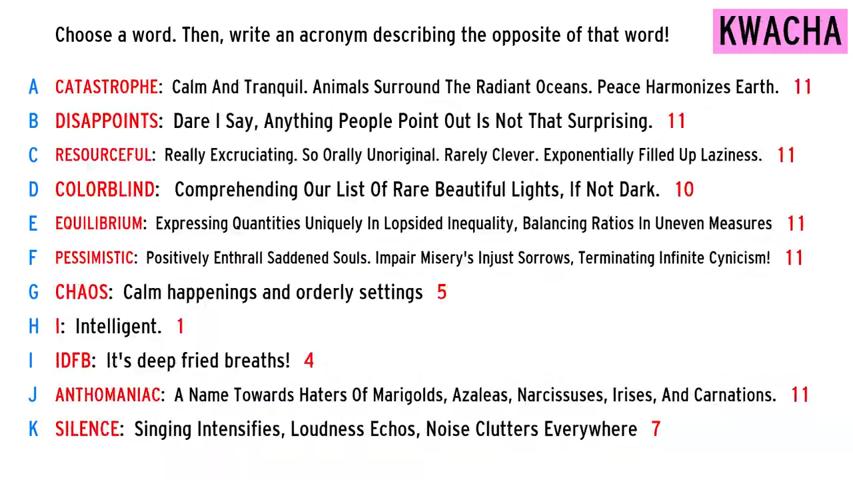 Choose a word. Then, write an acronym describing the opposite of that word!
KWACHA
A CATASTROPHE: Calm And Tranquil. Animals Surround The Radiant Oceans. Peace Harmonizes Earth. 11
B DISAPPOINTS: Dare I Say, Anything People Point Out Is Not That Surprising. 11
C RESOURCEFUL: Really Excruciating. So Orally Unoriginal. Rarely Clever. Exponentially Filled Up Laziness. 11
D COLORBLIND: Comprehending Our List Of Rare Beautiful Lights, If Not Dark. 10
E EQUILIBRIUM: Expressing Quantities Uniquely In Lopsided Inequality, Balancing Ratios In Uneven Measures 11
F PESSIMISTIC: Positively Enthrall Saddened Souls. Impair Misery's Injust Sorrows, Terminating Infinite Cynicism! 11
G CHAOS: Calm happenings and orderly settings 5
H I: Intelligent. 1
I IDFB: It's deep fried breaths! 4
J ANTHOMANIAC: A Name Towards Haters Of Marigolds, Azaleas, Narcissuses, Irises, And Carnations. 11
K SILENCE: Singing Intensifies, Loudness Echos, Noise Clutters Everywhere 7